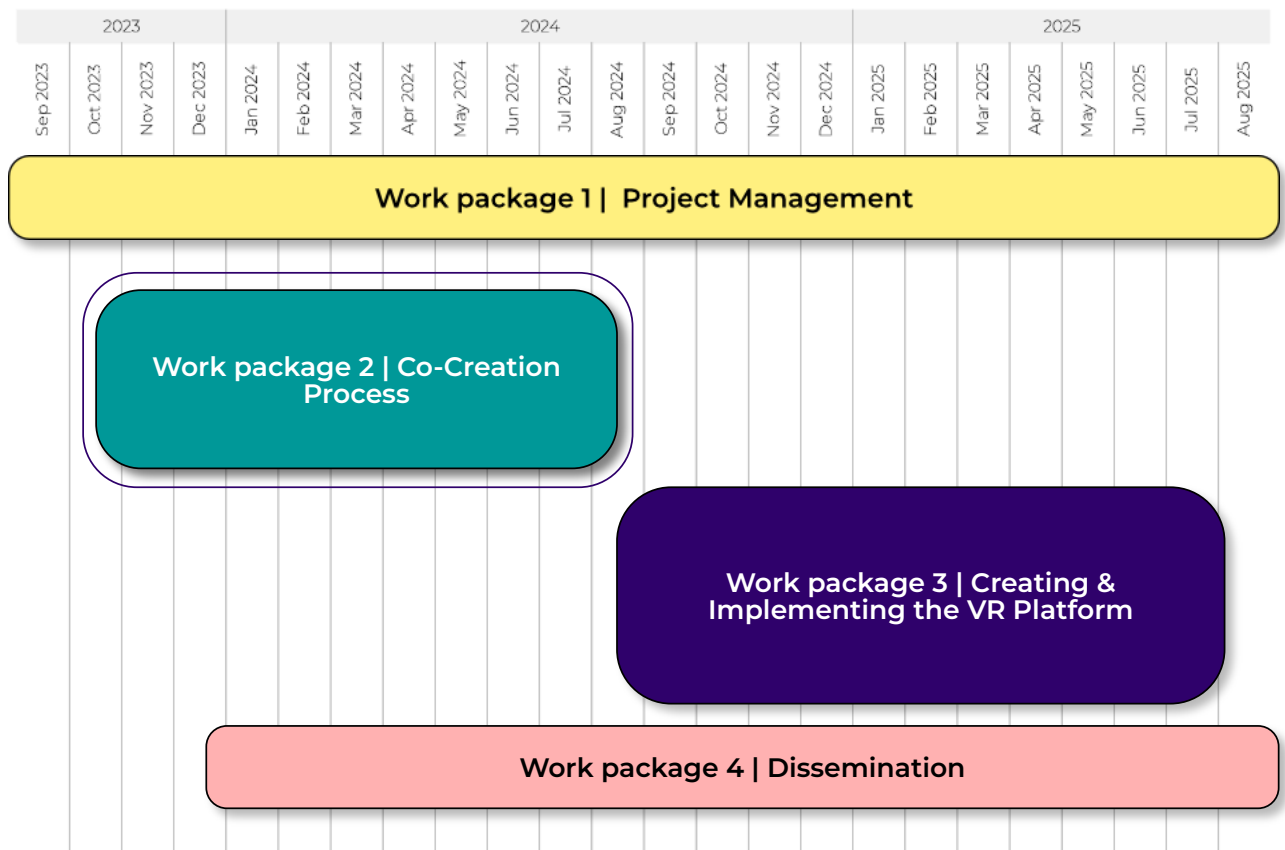 2023 2024 2025
Sep 2023 Oct 2023 Nov 2023 Dec 2023 Jan 2024 Feb 2024 Mar 2024 Apr 2024 May 2024 Jun 2024 Jul 2024 Aug 2024 Sep 2024 Oct 2024 Nov 2024 Dec 2024 Jan 2025 Feb 2025 Mar 2025 Apr 2025 May 2025 Jun 2025 Jul 2025 Aug 2025
Work package 1 | Project Management
Work package 2 | Co-Creation
Process
Work package 3 | Creating &
Implementing the VR Platform
Work package 4 | Dissemination